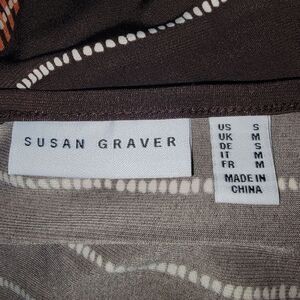 SUSAN GRAVER
US S
UK M
DE S
IT M
FR M
MADE IN
CHINA